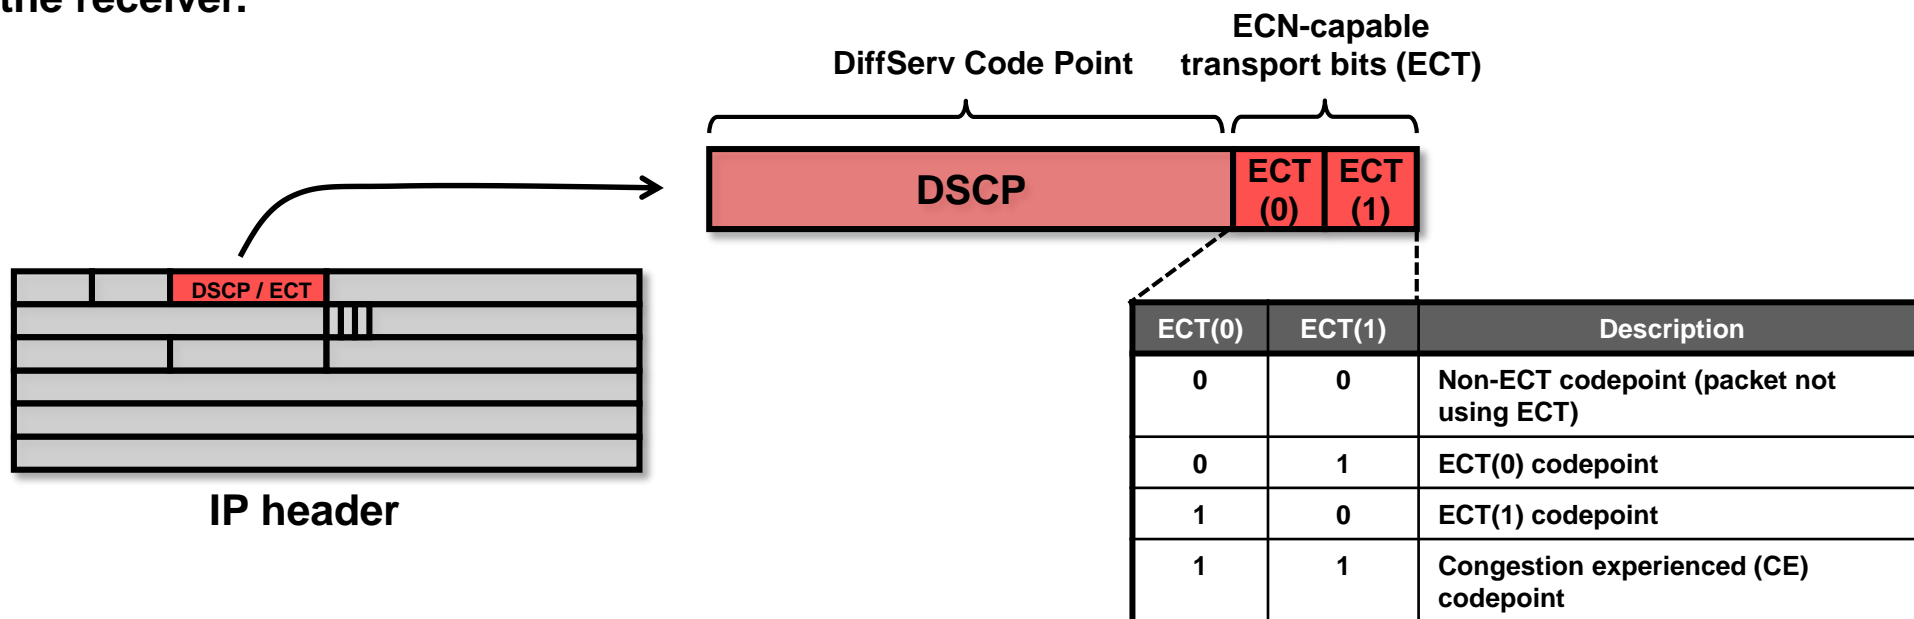 the receiver.
ECN-capable
transport bits (ECT)
DiffServ Code Point
DSCP
ECT
(0)
ECT
(1)
DSCP / ECT
IP header
ECT(0) ECT(1) Description
0 0 Non-ECT codepoint (packet not
using ECT)
0 1 ECT(0) codepoint
1 0 ECT(1) codepoint
1 1 Congestion experienced (CE)
codepoint